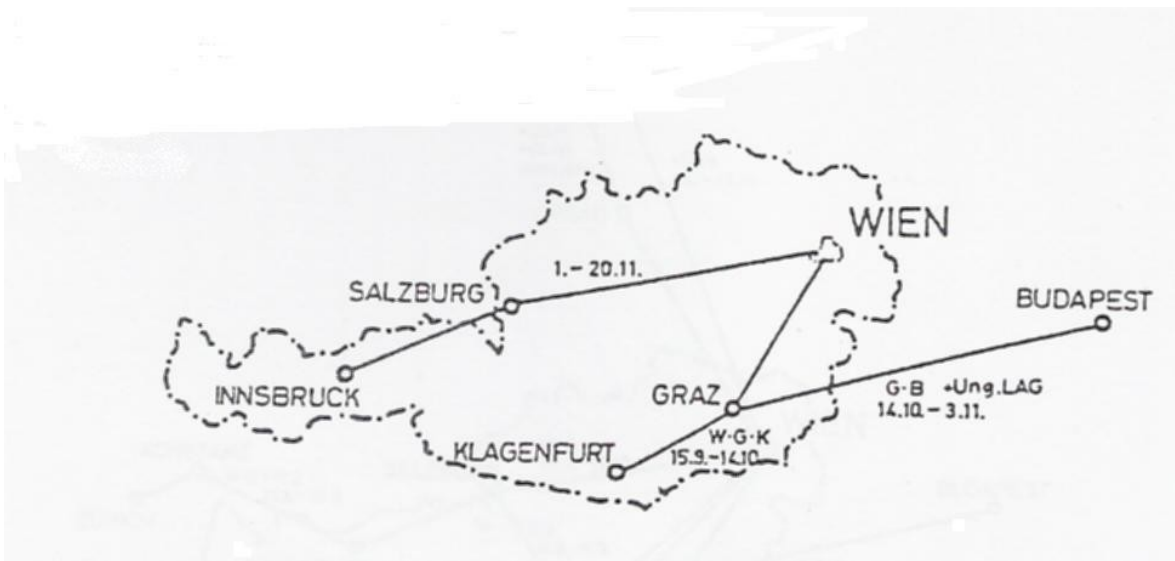 WIEN
1.-20.11.
SALZBURG
BUDAPEST
INNSBRUCK
GRAZ
G-B +Ung.LAG
14.10.-3.11.
W-G-K
15.9.-14.10.
KLAGENFURT